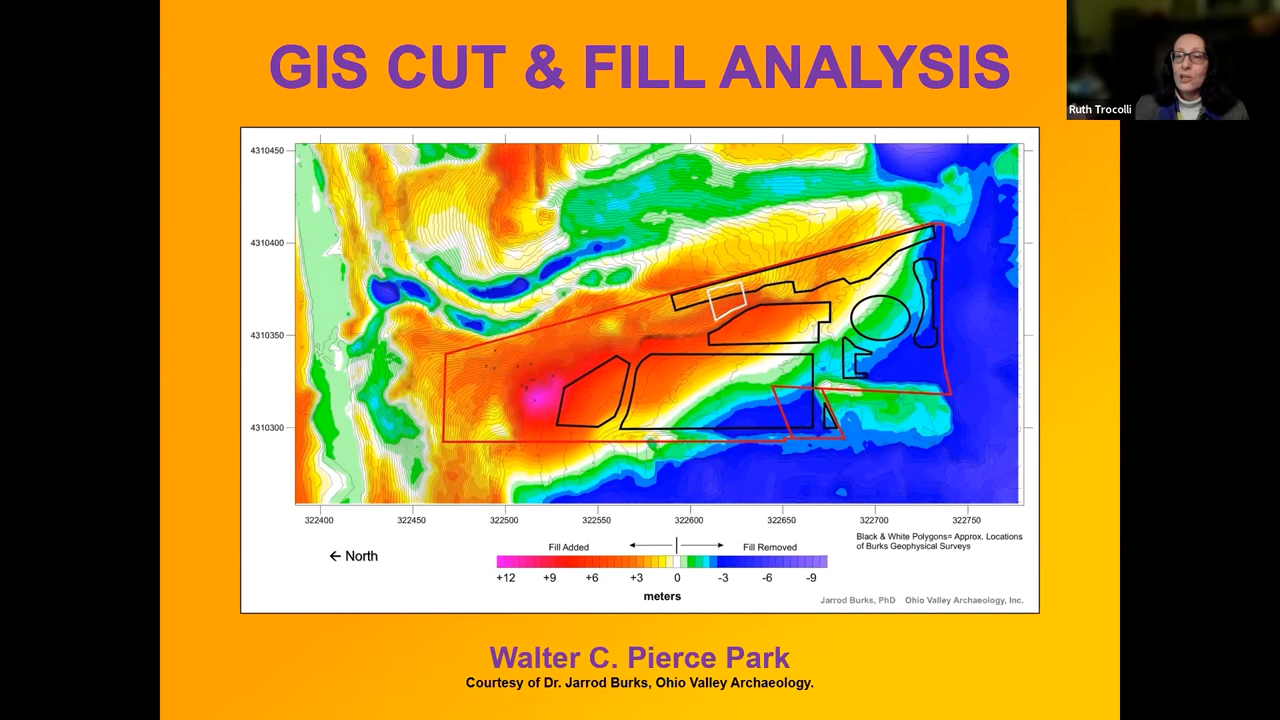 GIS CUT & FILL ANALYSIS
Ruth Trocolli
4310450
4310400
4310350
4310300
322400 322450 322500 322550 322600 322650 322700 322750
Black & White Polygons= Approx. Locations
of Burks Geophysical Surveys
← North
Fill Added Fill Removed
+12 +9 +6 +3 0 -3 -6 -9
meters
Jarrod Burks, PhD Ohio Valley Archaeology, Inc.
Walter C. Pierce Park
Courtesy of Dr. Jarrod Burks, Ohio Valley Archaeology.